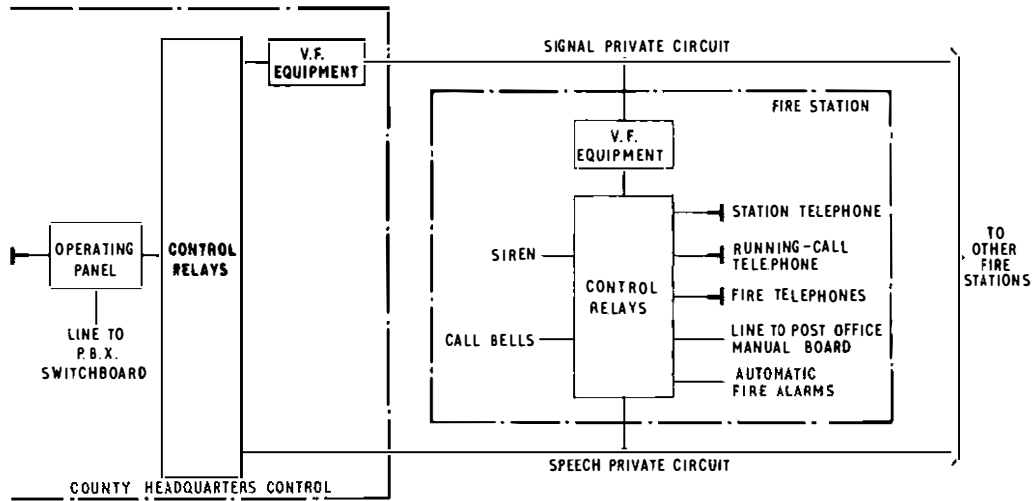 V.F.
EQUIPMENT
SIGNAL PRIVATE CIRCUIT
FIRE STATION
V.F.
EQUIPMENT
OPERATING
PANEL
CONTROL
RELAYS
LINE TO
P.B.X.
SWITCHBOARD
SIREN
CALL BELLS
CONTROL
RELAYS
STATION TELEPHONE
RUNNING-CALL
TELEPHONE
FIRE TELEPHONES
LINE TO POST OFFICE
MANUAL BOARD
AUTOMATIC
FIRE ALARMS
TO
OTHER
FIRE
STATIONS
SPEECH PRIVATE CIRCUIT
COUNTY HEADQUARTERS CONTROL